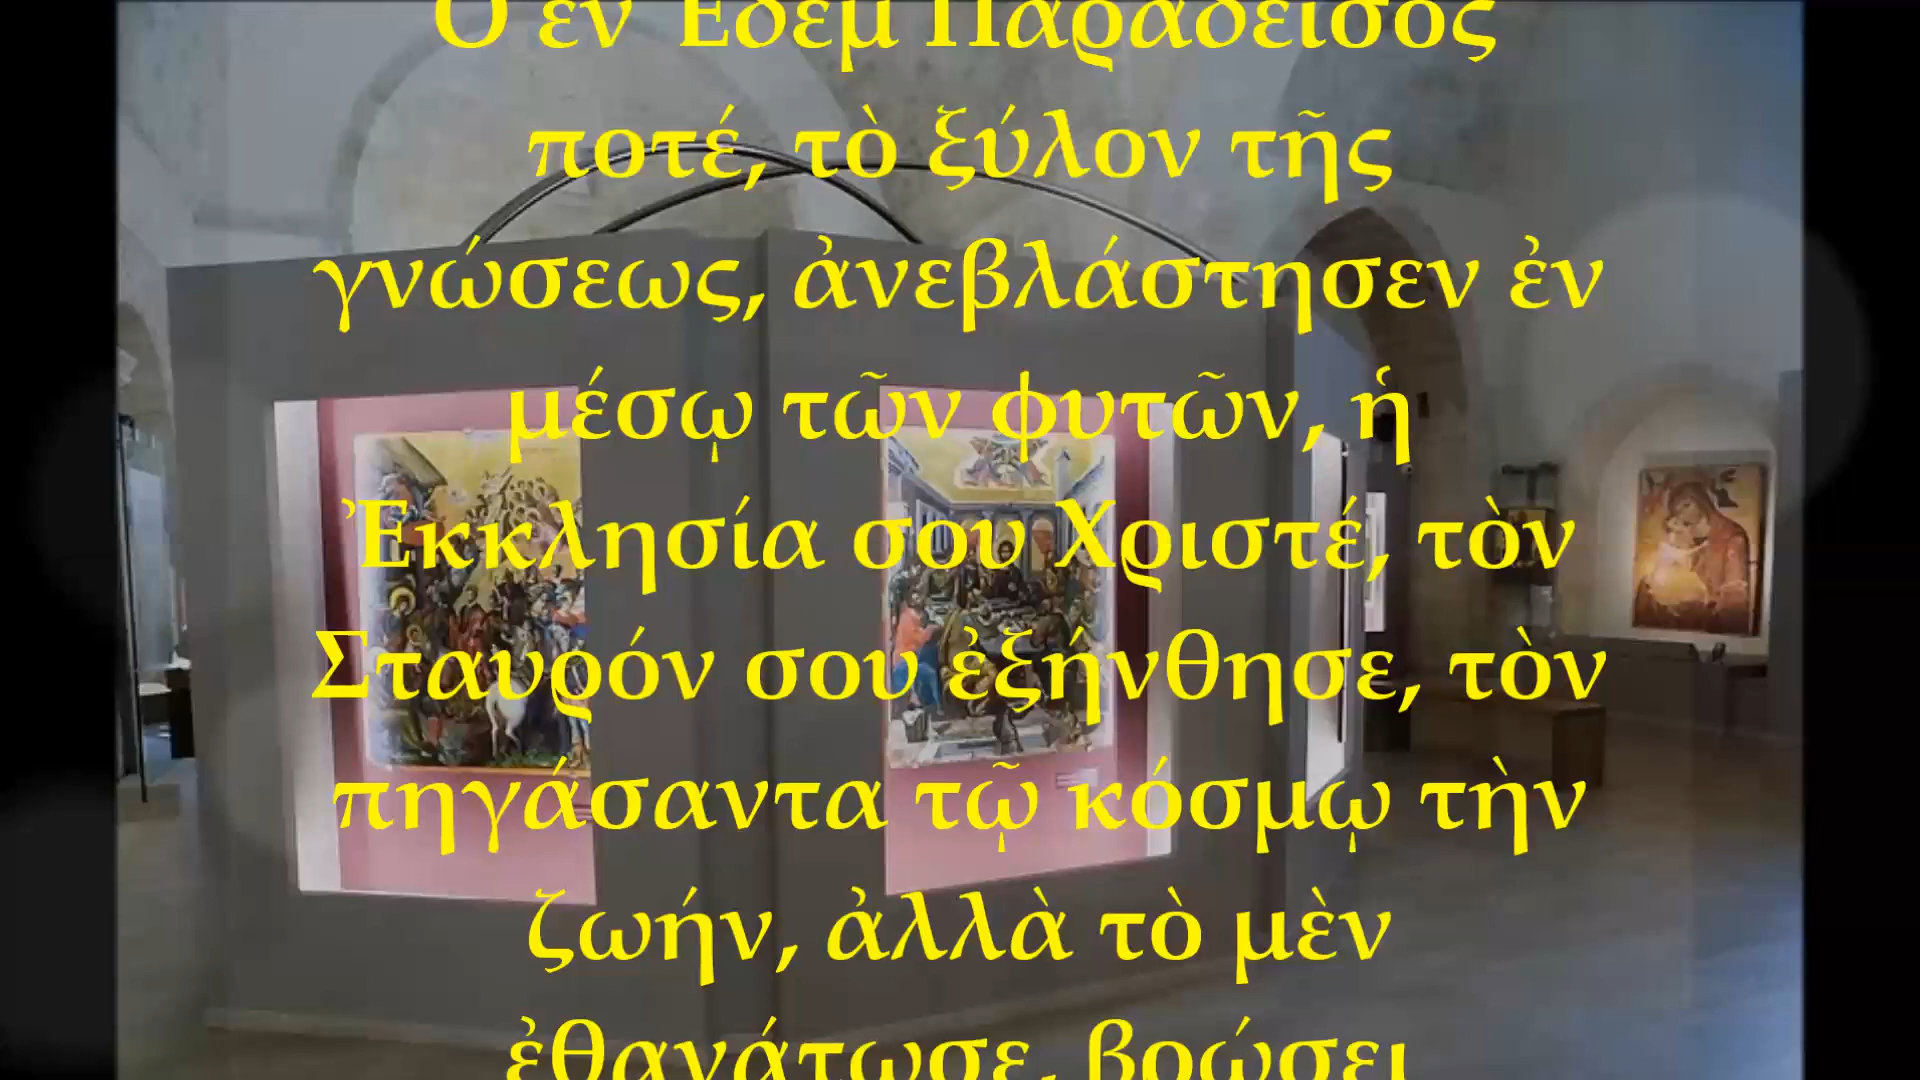 Ὁ ἐν Ἐδὲμ Παράδεισός
ποτέ, τὸ ξύλον τῆς
γνώσεως, ἀνεβλάστησεν ἐν
μέσῳ τῶν φυτῶν, ἡ
Ἐκκλησία σου Χριστέ, τὸν
Σταυρόν σου ἐξήνθησε, τὸν
πηγάσαντα τῷ κόσμῳ τὴν
ζωήν, ἀλλὰ τὸ μὲν
ἐθανάτωσε, βρώσει